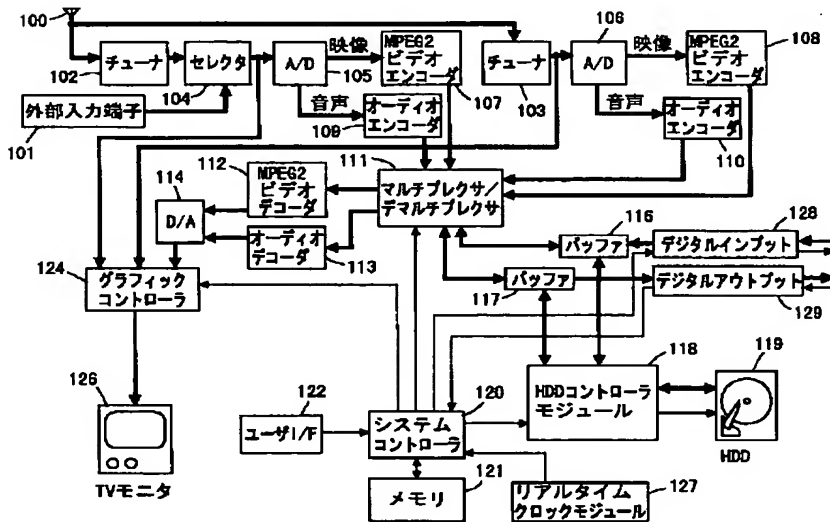 100
102
チューナ
セレクタ
104
A/D
105
映像
音声
MPEG2
ビデオ
エンコーダ
107
オーディオ
エンコーダ
109
外部入力端子
101
チューナ
103
106
A/D
映像
音声
MPEG2
ビデオ
エンコーダ
108
オーディオ
エンコーダ
110
111
マルチプレクサ/
デマルチプレクサ
112
MPEG2
ビデオ
デコーダ
114
D/A
オーディオ
デコーダ
113
116
バッファ
バッファ
117
128
デジタルインプット
デジタルアウトプット
129
124
グラフィック
コントローラ
126
TVモニタ
122
ユーザI/F
120
システム
コントローラ
メモリ
121
118
HDDコントローラ
モジュール
119
HDD
リアルタイム
クロックモジュール
127